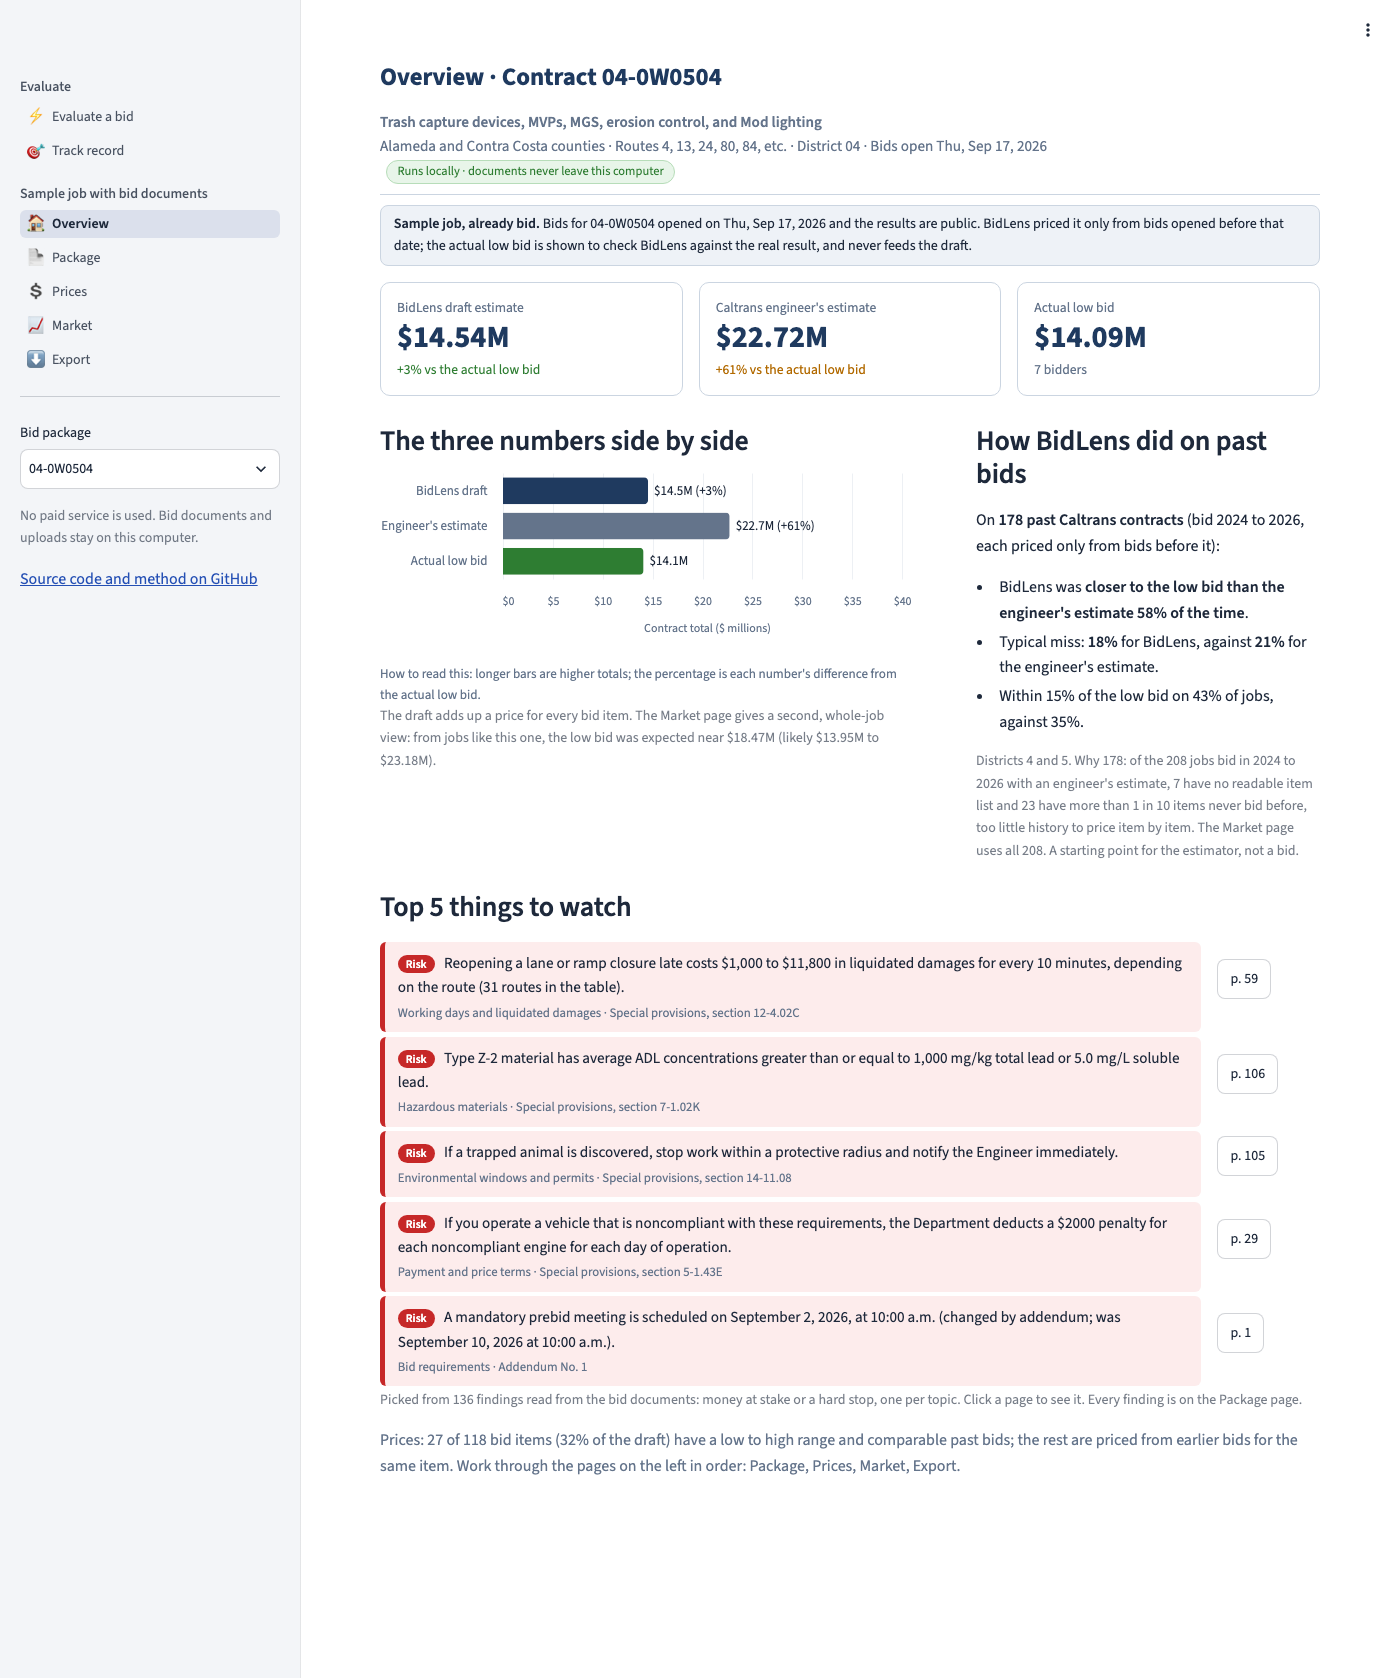 Evaluate
Evaluate a bid
Track record
Sample job with bid documents
Overview
Package
Prices
Market
Export
Bid package
04-0W0504
No paid service is used. Bid documents and
uploads stay on this computer.
Source code and method on GitHub
Overview · Contract 04-0W0504
Trash capture devices, MVPs, MGS, erosion control, and Mod lighting
Alameda and Contra Costa counties · Routes 4, 13, 24, 80, 84, etc. · District 04 · Bids open Thu, Sep 17, 2026
Runs locally · documents never leave this computer
Sample job, already bid. Bids for 04-0W0504 opened on Thu, Sep 17, 2026 and the results are public. BidLens priced it only from bids opened before that
date; the actual low bid is shown to check BidLens against the real result, and never feeds the draft.
BidLens draft estimate
$14.54M
+3% vs the actual low bid
Caltrans engineer's estimate
$22.72M
+61% vs the actual low bid
Actual low bid
$14.09M
7 bidders
The three numbers side by side
BidLens draft
$14.5M (+3%)
Engineer's estimate
$22.7M (+61%)
Actual low bid
$14.1M
$0 $5 $10 $15 $20 $25 $30 $35 $40
Contract total ($ millions)
How to read this: longer bars are higher totals; the percentage is each number's difference from
the actual low bid.
The draft adds up a price for every bid item. The Market page gives a second, whole-job
view: from jobs like this one, the low bid was expected near $18.47M (likely $13.95M to
$23.18M).
How BidLens did on past
bids
On 178 past Caltrans contracts (bid 2024 to 2026,
each priced only from bids before it):
• BidLens was closer to the low bid than the
engineer's estimate 58% of the time.
• Typical miss: 18% for BidLens, against 21% for
the engineer's estimate.
• Within 15% of the low bid on 43% of jobs,
against 35%.
Districts 4 and 5. Why 178: of the 208 jobs bid in 2024 to
2026 with an engineer's estimate, 7 have no readable item
list and 23 have more than 1 in 10 items never bid before,
too little history to price item by item. The Market page
uses all 208. A starting point for the estimator, not a bid.
Top 5 things to watch
Risk Reopening a lane or ramp closure late costs $1,000 to $11,800 in liquidated damages for every 10 minutes, depending
on the route (31 routes in the table).
Working days and liquidated damages · Special provisions, section 12-4.02C
p. 59
Risk Type Z-2 material has average ADL concentrations greater than or equal to 1,000 mg/kg total lead or 5.0 mg/L soluble
lead.
Hazardous materials · Special provisions, section 7-1.02K
p. 106
Risk If a trapped animal is discovered, stop work within a protective radius and notify the Engineer immediately.
Environmental windows and permits · Special provisions, section 14-11.08
p. 105
Risk If you operate a vehicle that is noncompliant with these requirements, the Department deducts a $2000 penalty for
each noncompliant engine for each day of operation.
Payment and price terms · Special provisions, section 5-1.43E
p. 29
Risk A mandatory prebid meeting is scheduled on September 2, 2026, at 10:00 a.m. (changed by addendum; was
September 10, 2026 at 10:00 a.m.).
Bid requirements · Addendum No. 1
p. 1
Picked from 136 findings read from the bid documents: money at stake or a hard stop, one per topic. Click a page to see it. Every finding is on the Package page.
Prices: 27 of 118 bid items (32% of the draft) have a low to high range and comparable past bids; the rest are priced from earlier bids for the
same item. Work through the pages on the left in order: Package, Prices, Market, Export.